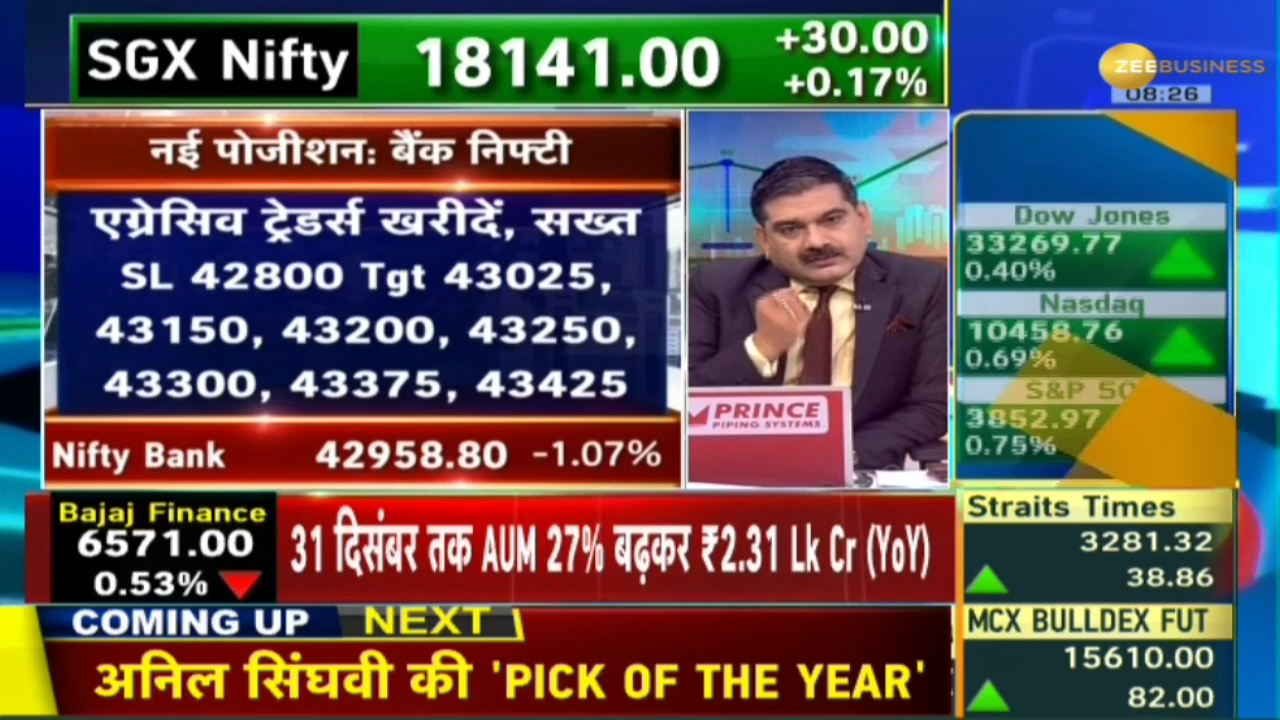 SGX Nifty 18141.00 +30.00
+0.17%
ZEEBUSINESS
08:26
नई पोजीशन: बैंक निफ्टी
एग्रेसिव ट्रेडर्स खरीदें, सख्त
SL 42800 Tgt 43025,
43150, 43200, 43250,
43300, 43375, 43425
Nifty Bank 42958.80 -1.07%
PRINCE
PIPING SYSTEMS
Dow Jones
33269.77
0.40%
Nasdaq
10458.76
0.69%
S&P 50
3852.97
0.75%
Bajaj Finance
6571.00
0.53%
31 दिसंबर तक AUM 27% बढ़कर ₹2.31 Lk Cr (YoY)
Straits Times
3281.32
38.86
COMING UP NEXT
अनिल सिंघवी की 'PICK OF THE YEAR'
MCX BULLDEX FUT
15610.00
82.00